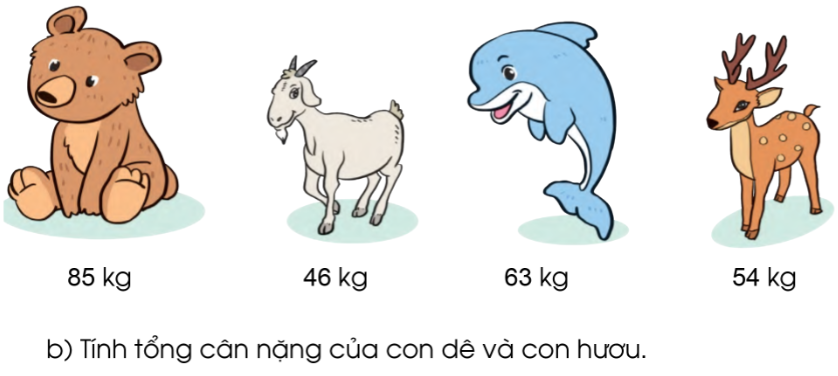 85 kg 46 kg 63 kg 54 kg
b) Tính tổng cân nặng của con dê và con hươu.